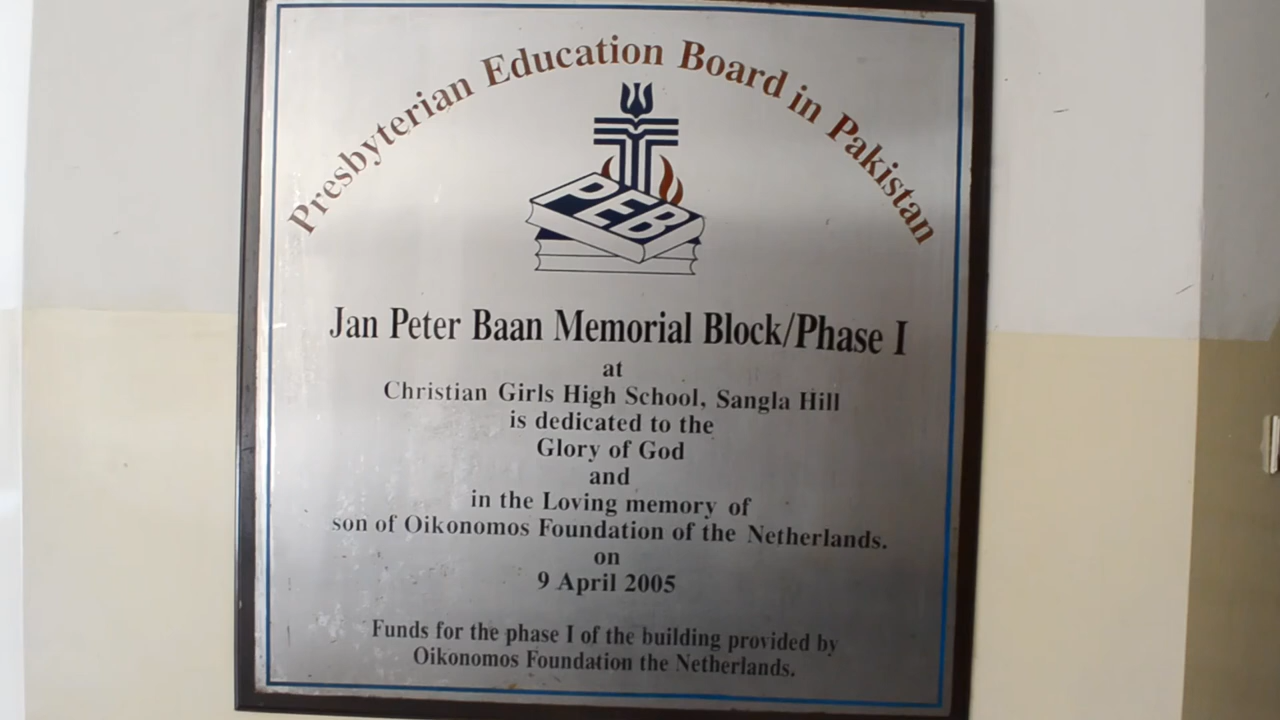 Presbyterian Education Board in Pakistan
PEB
Jan Peter Baan Memorial Block/Phase I
at
Christian Girls High School, Sangla Hill
is dedicated to the
Glory of God
and
in the Loving memory of
son of Oikonomos Foundation of the Netherlands.
on
9 April 2005
Funds for the phase I of the building provided by
Oikonomos Foundation the Netherlands.